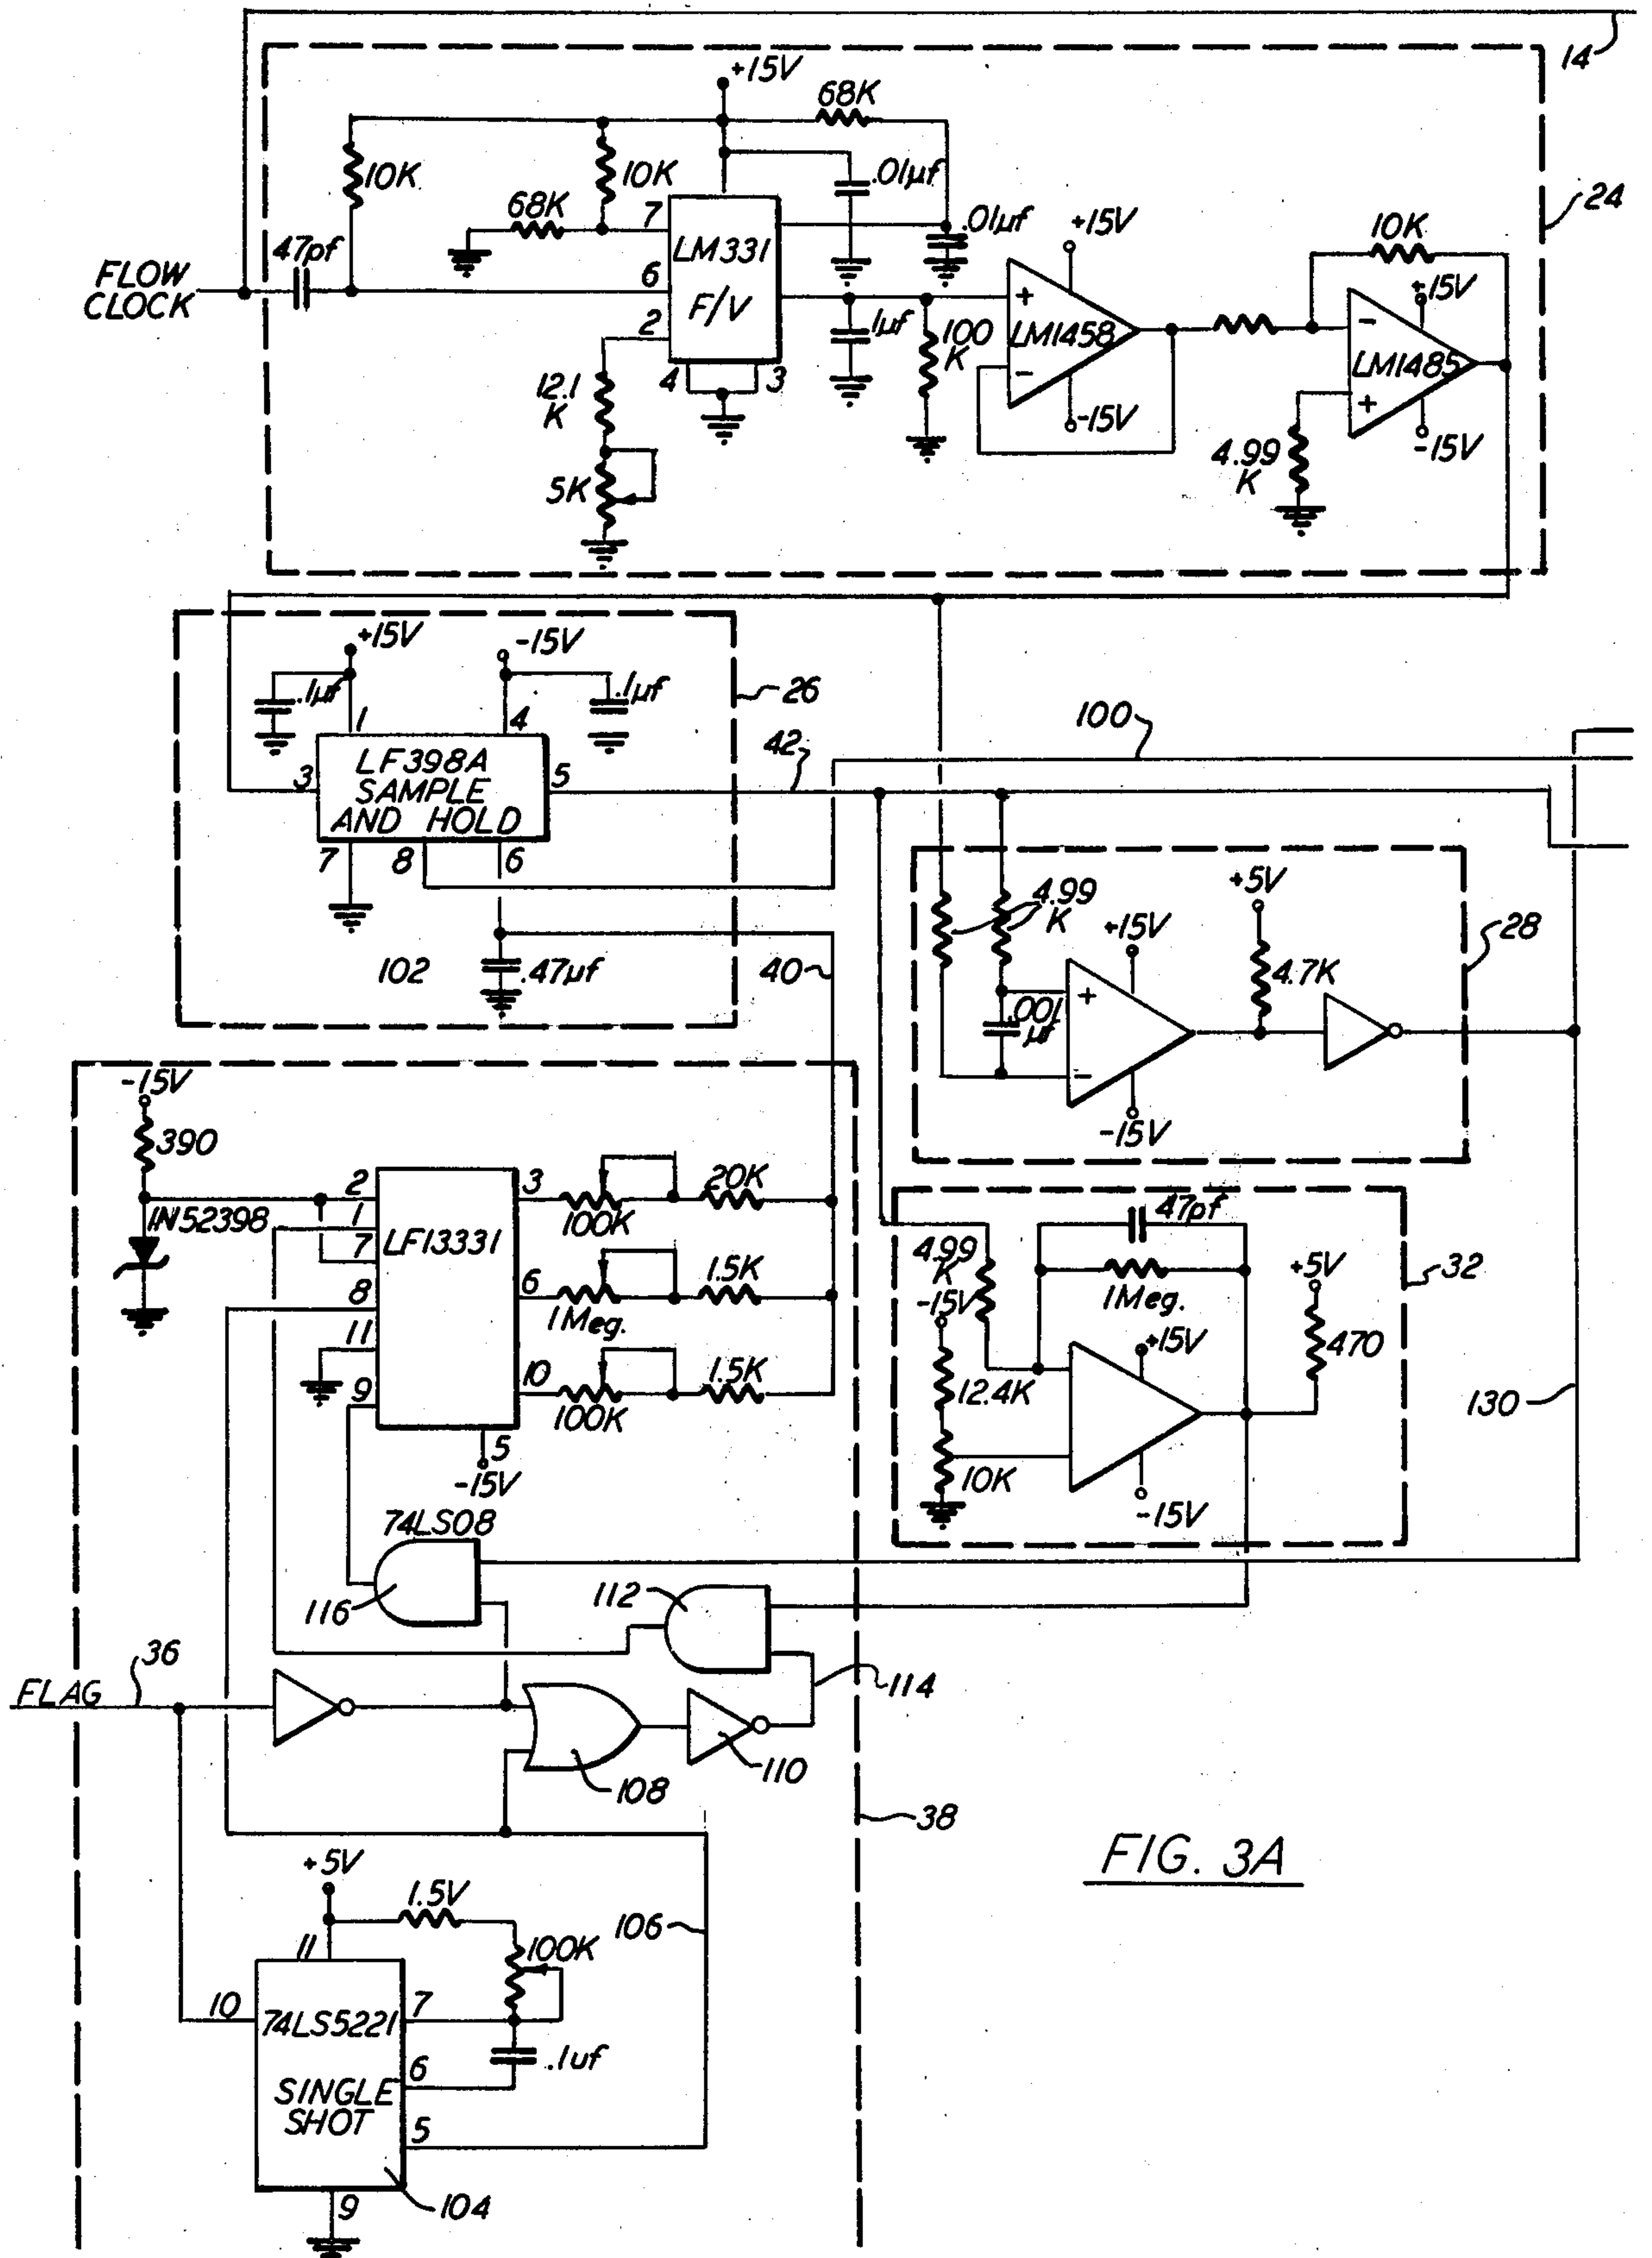 14
+15V
68K
10K
10K
.01µf
24
68K
7
LM331
.01µf
+15V
10K
47pf
FLOW
CLOCK
6
F/V
+
LM1458
-
+15V
-
LM1485
+
2
1µf
100
K
4
3
12.1
K
-15V
-15V
4.99
K
5K
+15V
-15V
.1µf
.1µf
26
1
4
100
3
LF398A
SAMPLE
AND HOLD
5
42
7
8
6
4.99
K
+5V
28
+15V
102
.47µf
40
4.7K
+
.001
µf
-
-15V
-15V
390
2
3
20K
47pf
1N52398
1
100K
7
LF13331
4.99
K
+5V
32
8
6
1.5K
-15V
1Meg.
1Meg.
11
+15V
470
10
1.5K
9
100K
12.4K
130
5
-15V
10K
-15V
74LS08
116
112
36
FLAG
114
110
108
38
FIG. 3A
+5V
1.5V
106
11
100K
10
74LS5221
7
.1uf
6
SINGLE
SHOT
5
9
104